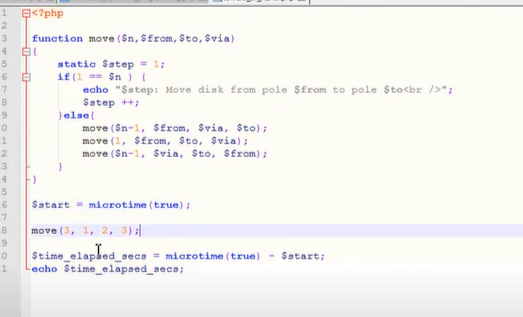 1 <?php
2
3 function move($n,$from,$to,$via)
4 {
5 static $step = 1;
6 if(1 == $n ) {
7 echo "$step: Move disk from pole $from to pole $to<br />";
8 $step ++;
9 }else{
0 move($n-1, $from, $via, $to);
1 move(1, $from, $to, $via);
2 move($n-1, $via, $to, $from);
3 }
4 }
5
6 $start = microtime(true);
7
8 move(3, 1, 2, 3);
9
0 $time_elapsed_secs = microtime(true) - $start;
1 echo $time_elapsed_secs;